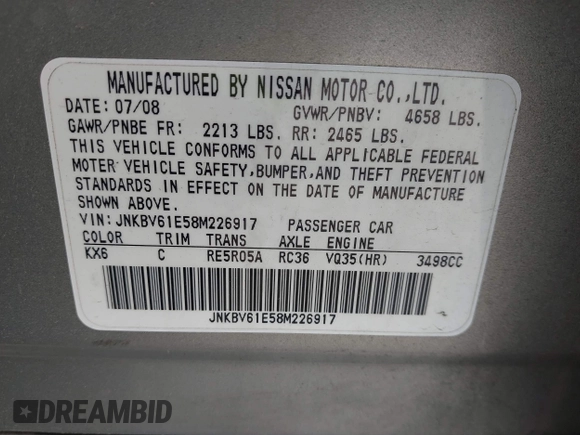 MANUFACTURED BY NISSAN MOTOR CO.,LTD.
DATE: 07/08 GVWR/PNBV: 4658 LBS.
GAWR/PNBE FR: 2213 LBS. RR: 2465 LBS.
THIS VEHICLE CONFORMS TO ALL APPLICABLE FEDERAL
MOTER VEHICLE SAFETY,BUMPER,AND THEFT PREVENTION
STANDARDS IN EFFECT ON THE DATE OF MANUFACTURE
SHOWN ABOVE.
VIN: JNKBV61E58M226917 PASSENGER CAR
COLOR TRIM TRANS AXLE ENGINE
KX6 C RE5R05A RC36 VQ35(HR) 3498CC
JNKBV61E58M226917
DREAMBID